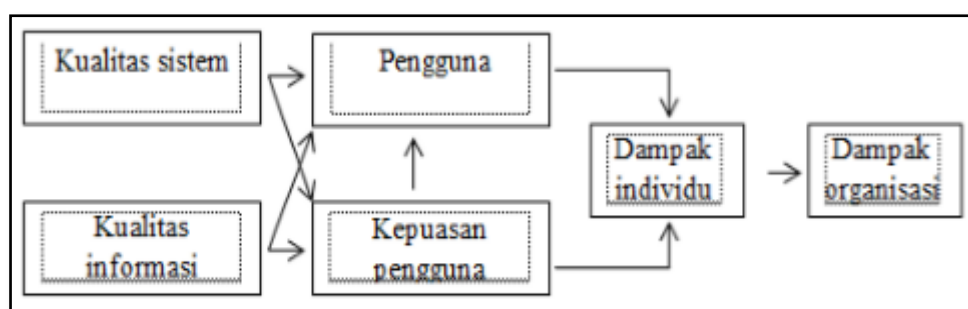 Kualitas sistem
Pengguna
Kualitas
informasi
Kepuasan
pengguna
Dampak
individu
Dampak
organisasi